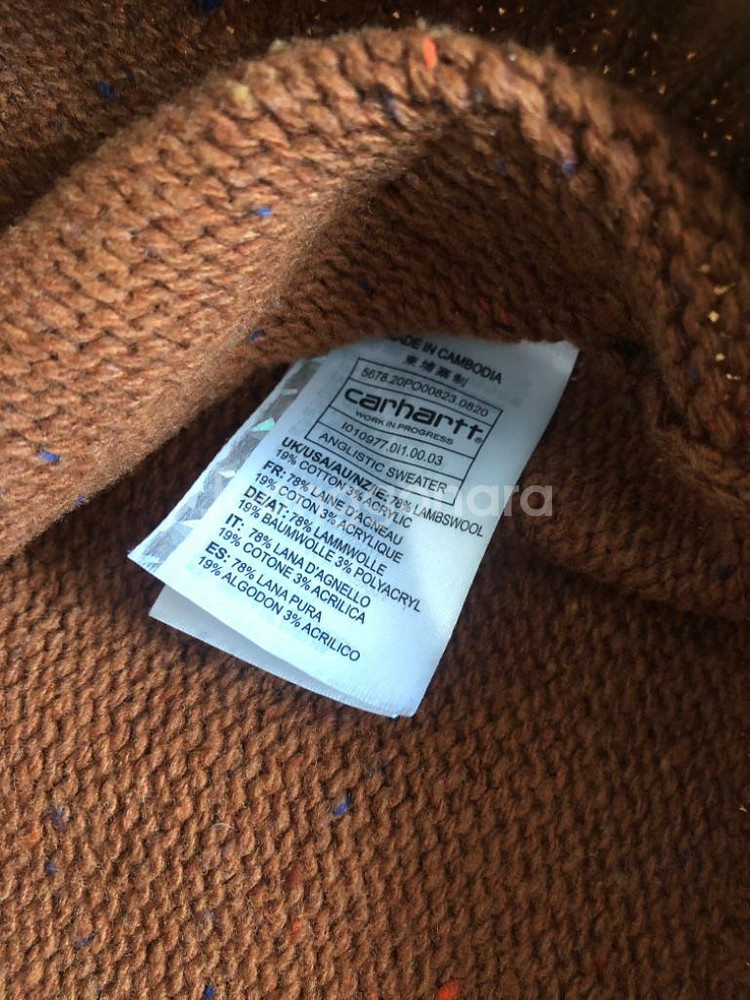 MADE IN CAMBODIA
柬埔寨制
5678.20PO00823.0820
carhartt®
WORK IN PROGRESS
I010977.0I1.00.03
ANGLISTIC SWEATER
UK/USA/AU/NZ/IE: 78% LAMBSWOOL
19% COTTON 3% ACRYLIC
FR: 78% LAINE D'AGNEAU
19% COTON 3% ACRYLIQUE
DE/AT: 78% LAMMWOLLE
19% BAUMWOLLE 3% POLYACRYL
IT: 78% LANA D'AGNELLO
19% COTONE 3% ACRILICA
ES: 78% LANA PURA
19% ALGODON 3% ACRILICO